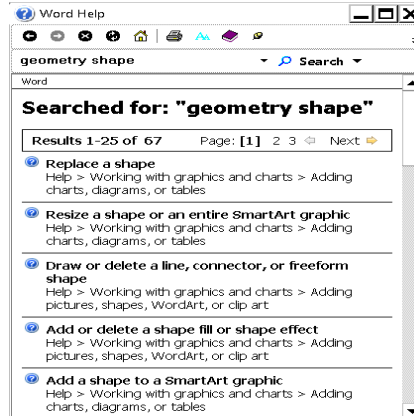 Word Help
geometry shape Search
Word
Searched for: "geometry shape"
Results 1-25 of 67 Page: [1] 2 3 Next
Replace a shape
Help > Working with graphics and charts > Adding
charts, diagrams, or tables
Resize a shape or an entire SmartArt graphic
Help > Working with graphics and charts > Adding
charts, diagrams, or tables
Draw or delete a line, connector, or freeform
shape
Help > Working with graphics and charts > Adding
pictures, shapes, WordArt, or clip art
Add or delete a shape fill or shape effect
Help > Working with graphics and charts > Adding
pictures, shapes, WordArt, or clip art
Add a shape to a SmartArt graphic
Help > Working with graphics and charts > Adding
charts, diagrams, or tables